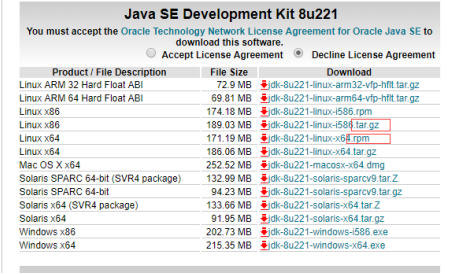 Java SE Development Kit 8u221
You must accept the Oracle Technology Network License Agreement for Oracle Java SE to
download this software.
Accept License Agreement Decline License Agreement
Product / File Description File Size Download
Linux ARM 32 Hard Float ABI 72.9 MB jdk-8u221-linux-arm32-vfp-hflt.tar.gz
Linux ARM 64 Hard Float ABI 69.81 MB jdk-8u221-linux-arm64-vfp-hflt.tar.gz
Linux x86 174.18 MB jdk-8u221-linux-i586.rpm
Linux x86 189.03 MB jdk-8u221-linux-i586.tar.gz
Linux x64 171.19 MB jdk-8u221-linux-x64.rpm
Linux x64 186.06 MB jdk-8u221-linux-x64.tar.gz
Mac OS X x64 252.52 MB jdk-8u221-macosx-x64.dmg
Solaris SPARC 64-bit (SVR4 package) 132.99 MB jdk-8u221-solaris-sparcv9.tar.Z
Solaris SPARC 64-bit 94.23 MB jdk-8u221-solaris-sparcv9.tar.gz
Solaris x64 (SVR4 package) 133.66 MB jdk-8u221-solaris-x64.tar.Z
Solaris x64 91.95 MB jdk-8u221-solaris-x64.tar.gz
Windows x86 202.73 MB jdk-8u221-windows-i586.exe
Windows x64 215.35 MB jdk-8u221-windows-x64.exe